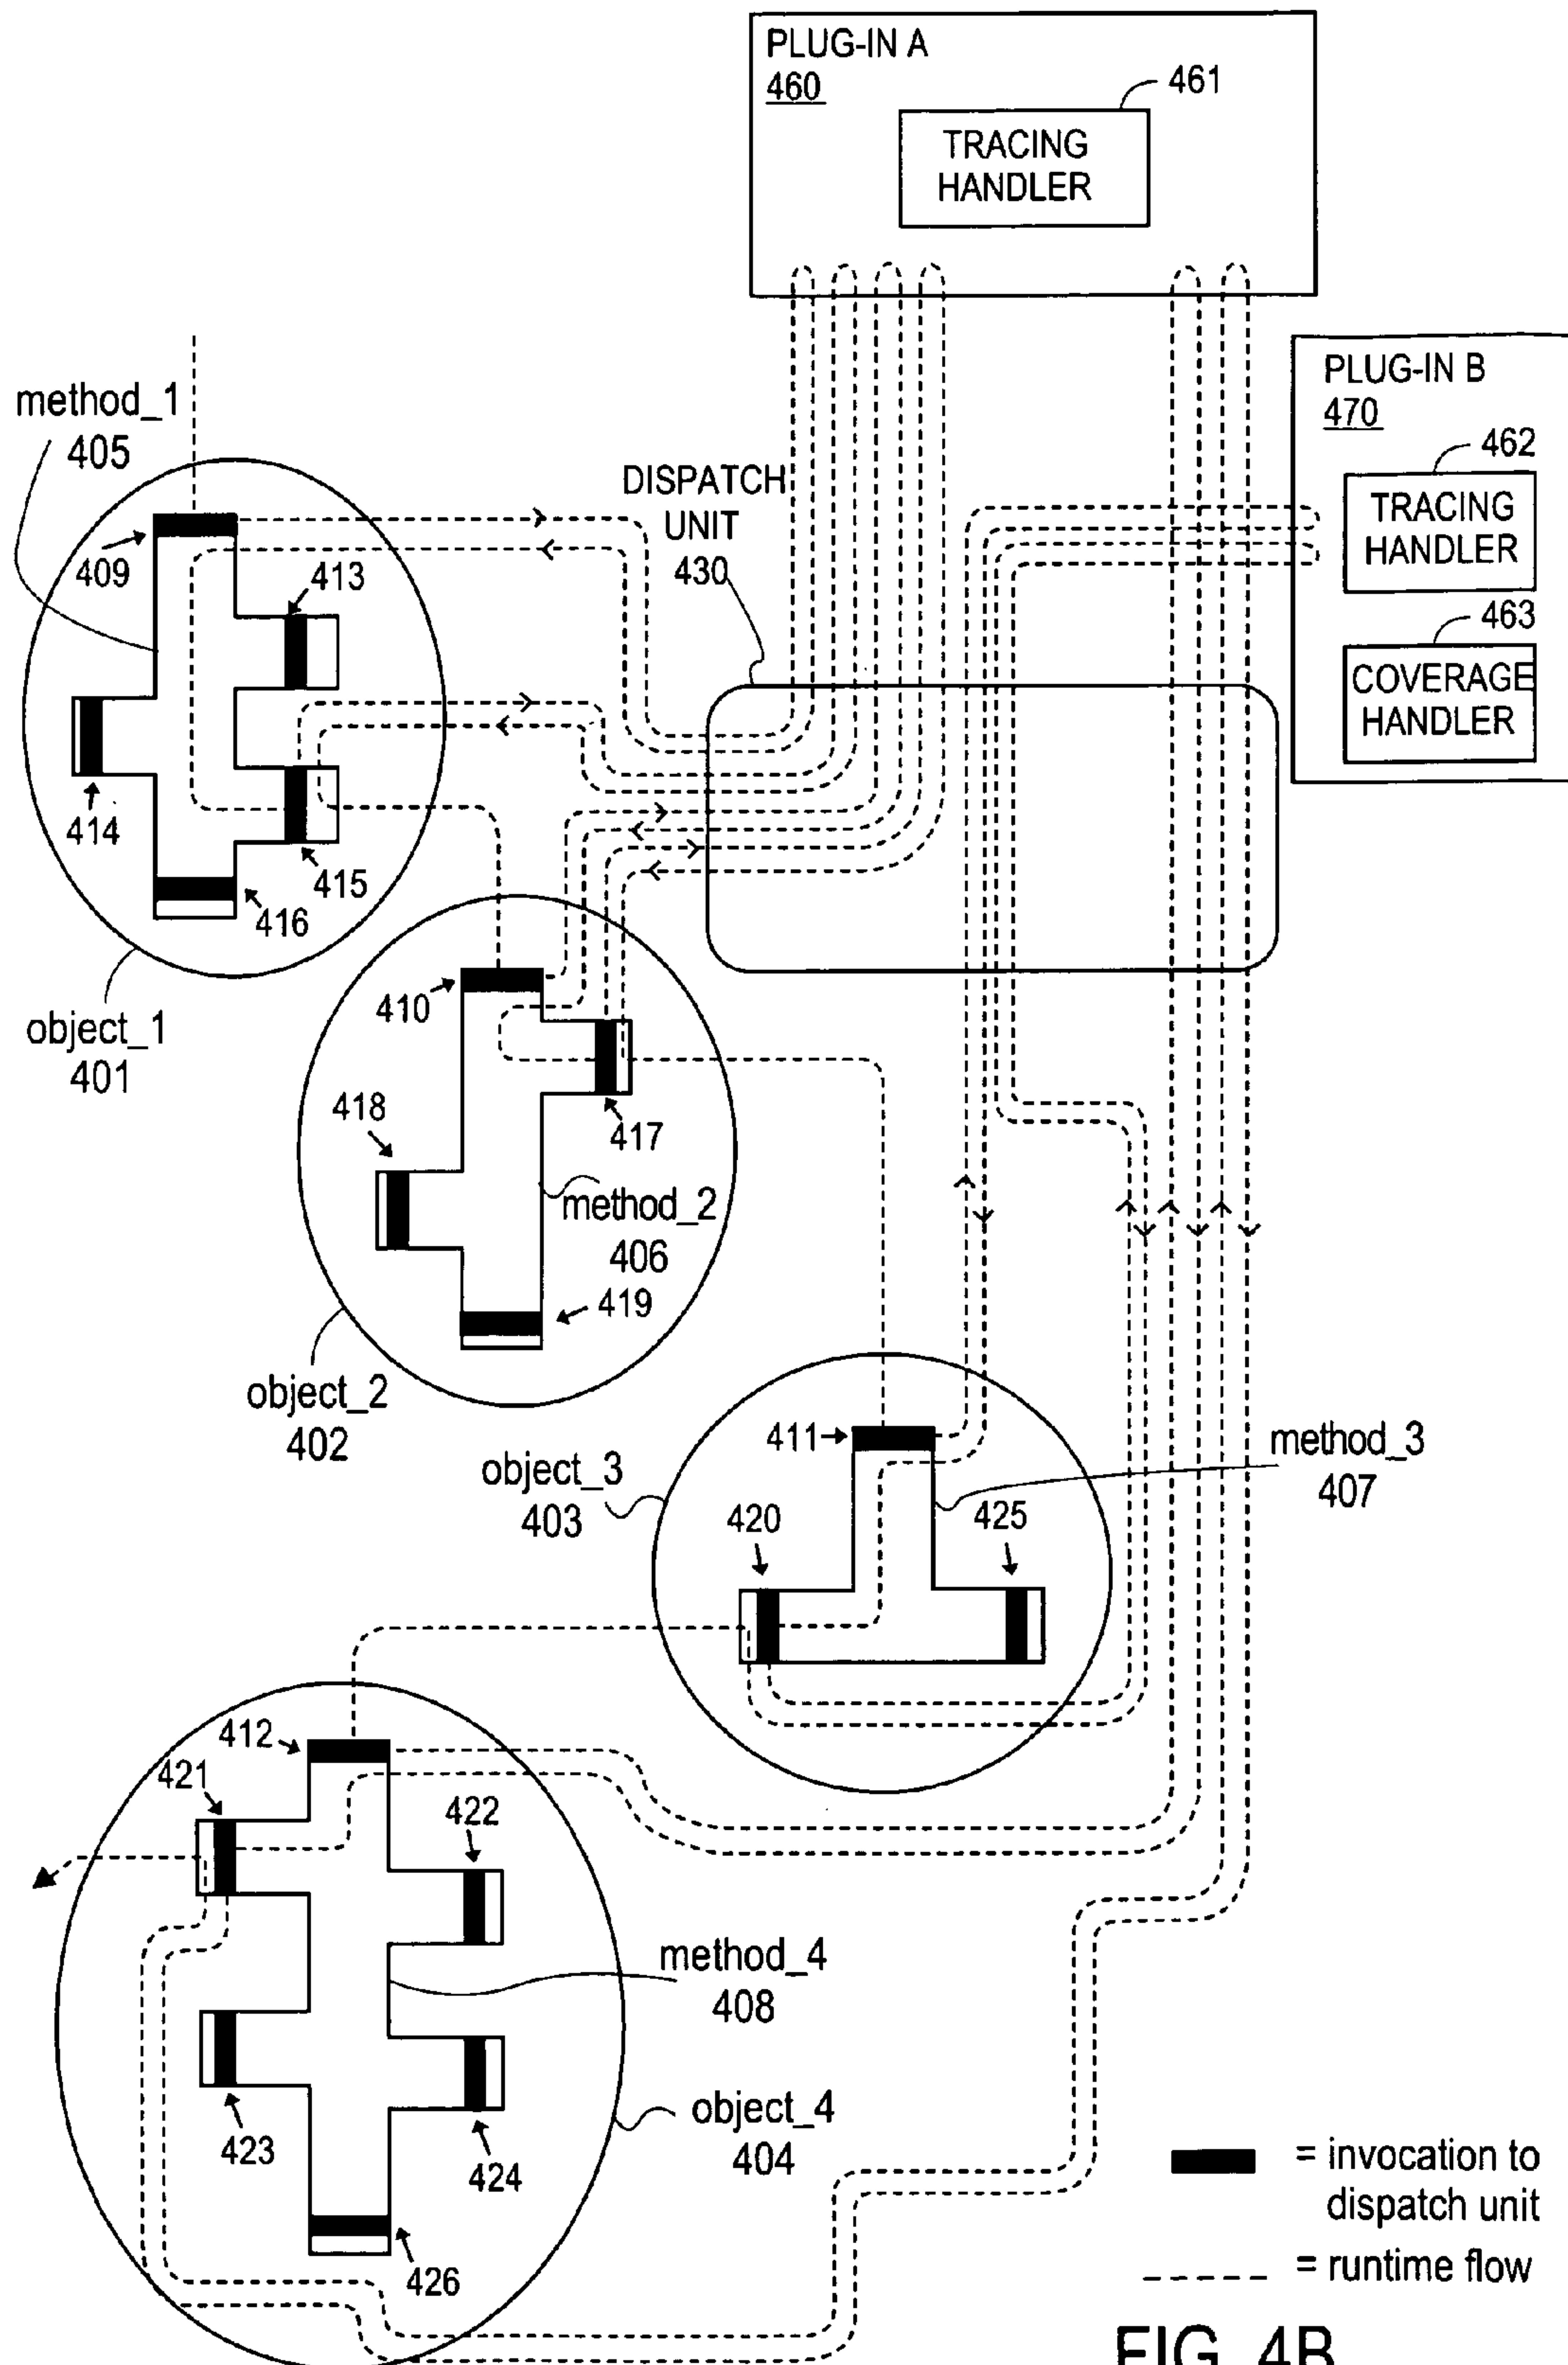 PLUG-IN A
460
461
TRACING
HANDLER
PLUG-IN B
470
462
TRACING
HANDLER
463
COVERAGE
HANDLER
method_1
405
DISPATCH
UNIT
430
409
413
414
415
416
object_1
401
410
418
417
method_2
406
419
object_2
402
411
method_3
407
object_3
403
420
425
412
421
422
method_4
408
423
424
object_4
404
426
= invocation to
dispatch unit
= runtime flow
FIG. 4B